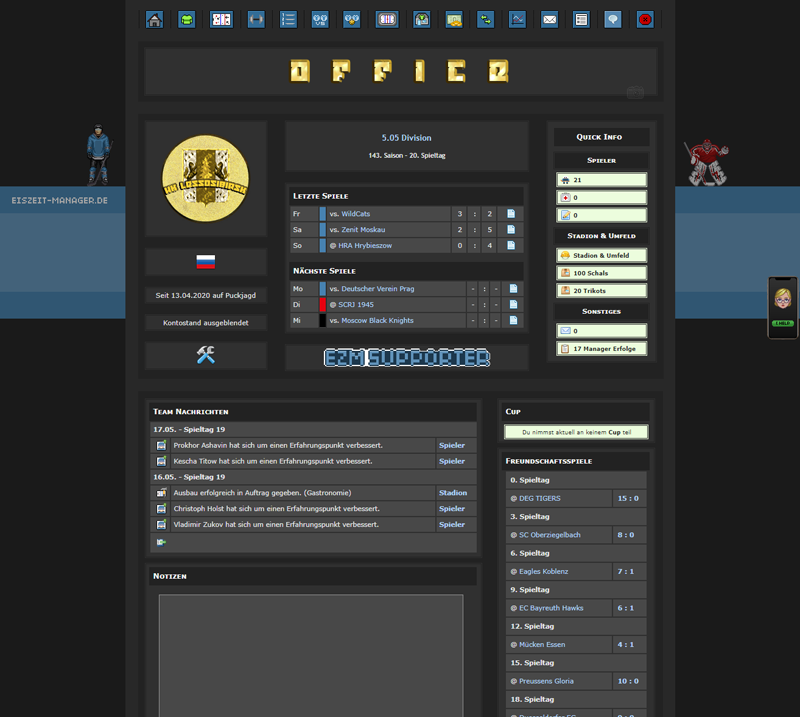 OFFICE
EISZEIT-MANAGER.DE
HK Lessosibirsk
Seit 13.04.2020 auf Puckjagd
Kontostand ausgeblendet
5.05 Division
143. Saison - 20. Spieltag
Letzte Spiele
Fr vs. WildCats 3 : 2
Sa vs. Zenit Moskau 2 : 5
So @ HRA Hrybieszow 0 : 4
Nächste Spiele
Mo vs. Deutscher Verein Prag - : -
Di @ SCRJ 1945 - : -
Mi vs. Moscow Black Knights - : -
EZM SUPPORTER
Quick Info
Spieler
21
0
0
Stadion & Umfeld
Stadion & Umfeld
100 Schals
20 Trikots
Sonstiges
0
17 Manager Erfolge
Team Nachrichten
17.05. - Spieltag 19
Prokhor Ashavin hat sich um einen Erfahrungspunkt verbessert. Spieler
Kescha Titow hat sich um einen Erfahrungspunkt verbessert. Spieler
16.05. - Spieltag 19
Ausbau erfolgreich in Auftrag gegeben. (Gastronomie) Stadion
Christoph Holst hat sich um einen Erfahrungspunkt verbessert. Spieler
Vladimir Zukov hat sich um einen Erfahrungspunkt verbessert. Spieler
Notizen
Cup
Du nimmst aktuell an keinem Cup teil
Freundschaftsspiele
0. Spieltag
@ DEG TIGERS 15 : 0
3. Spieltag
@ SC Oberziegelbach 8 : 0
6. Spieltag
@ Eagles Koblenz 7 : 1
9. Spieltag
@ EC Bayreuth Hawks 6 : 1
12. Spieltag
@ Mücken Essen 4 : 1
15. Spieltag
@ Preussens Gloria 10 : 0
18. Spieltag